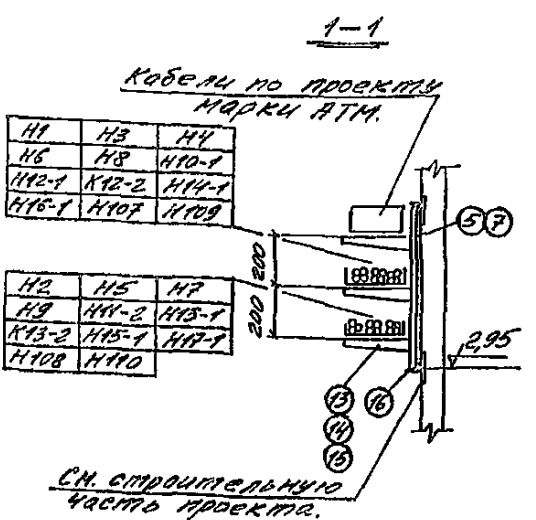 1-1
Кабели по проекту
марки АТМ.
Н1 Н3 Н4
Н6 Н8 Н10-1
Н12-1 К12-2 Н14-1
Н16-1 Н107 Н109
5 7
200
200
Н2 Н5 Н7
Н9 Н11-2 Н13-1
К13-2 Н15-1 Н17-1
Н108 Н110
2,95
13 16
14
15
См. строительную
часть проекта.